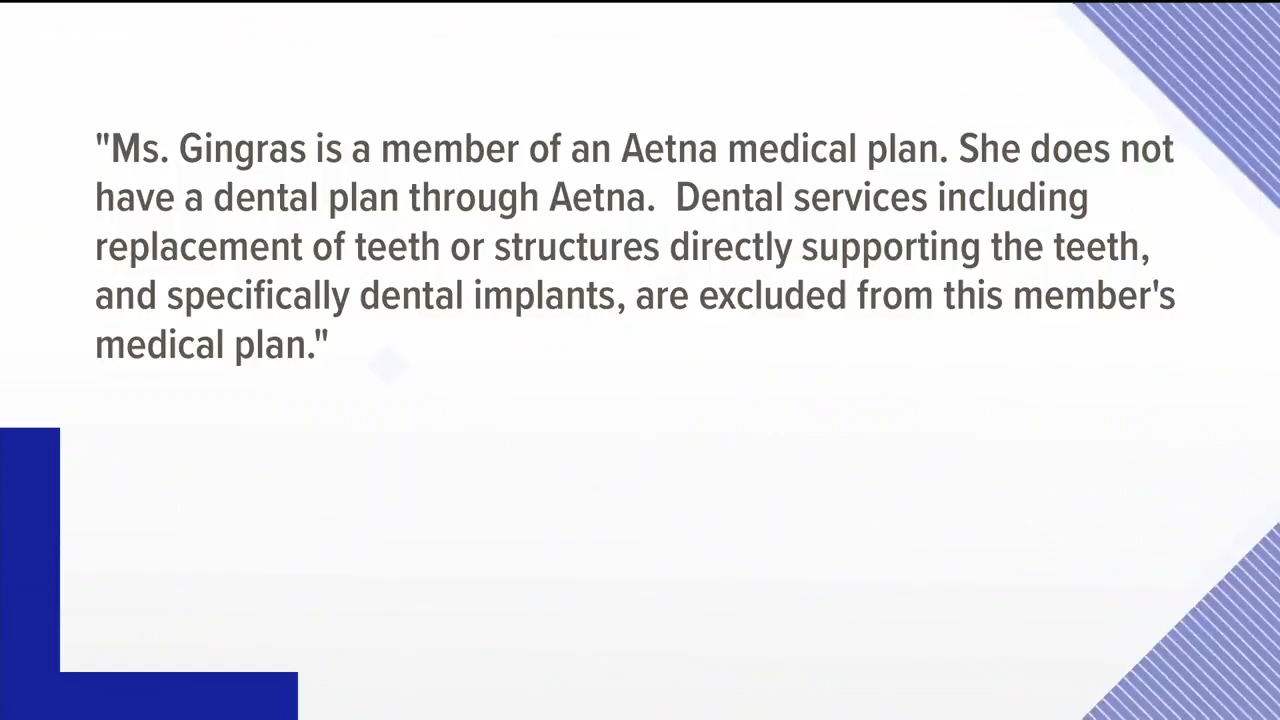 "Ms. Gingras is a member of an Aetna medical plan. She does not
have a dental plan through Aetna.  Dental services including
replacement of teeth or structures directly supporting the teeth,
and specifically dental implants, are excluded from this member's
medical plan."